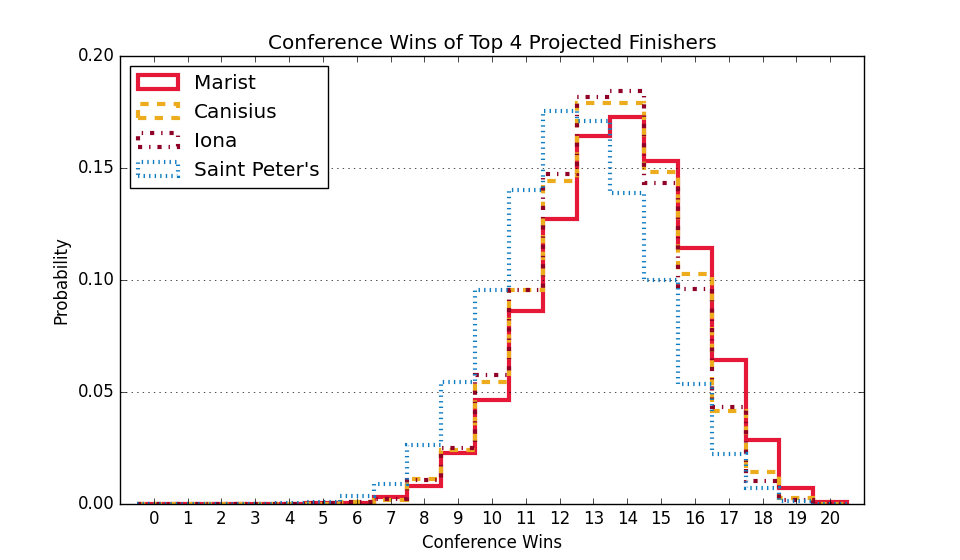 Conference Wins of Top 4 Projected Finishers
0.20
0.15
0.10
0.05
0.00
Probability
Marist
Canisius
Iona
Saint Peter's
0 1 2 3 4 5 6 7 8 9 10 11 12 13 14 15 16 17 18 19 20
Conference Wins